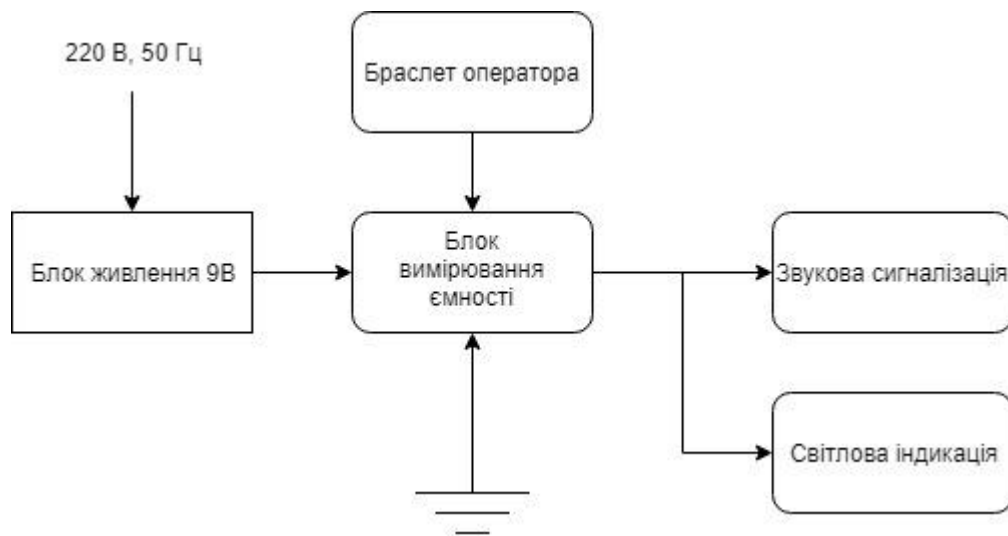 220 В, 50 Гц
Браслет оператора
Блок живлення 9В
Блок
вимірювання
ємності
Звукова сигналізація
Світлова індикація